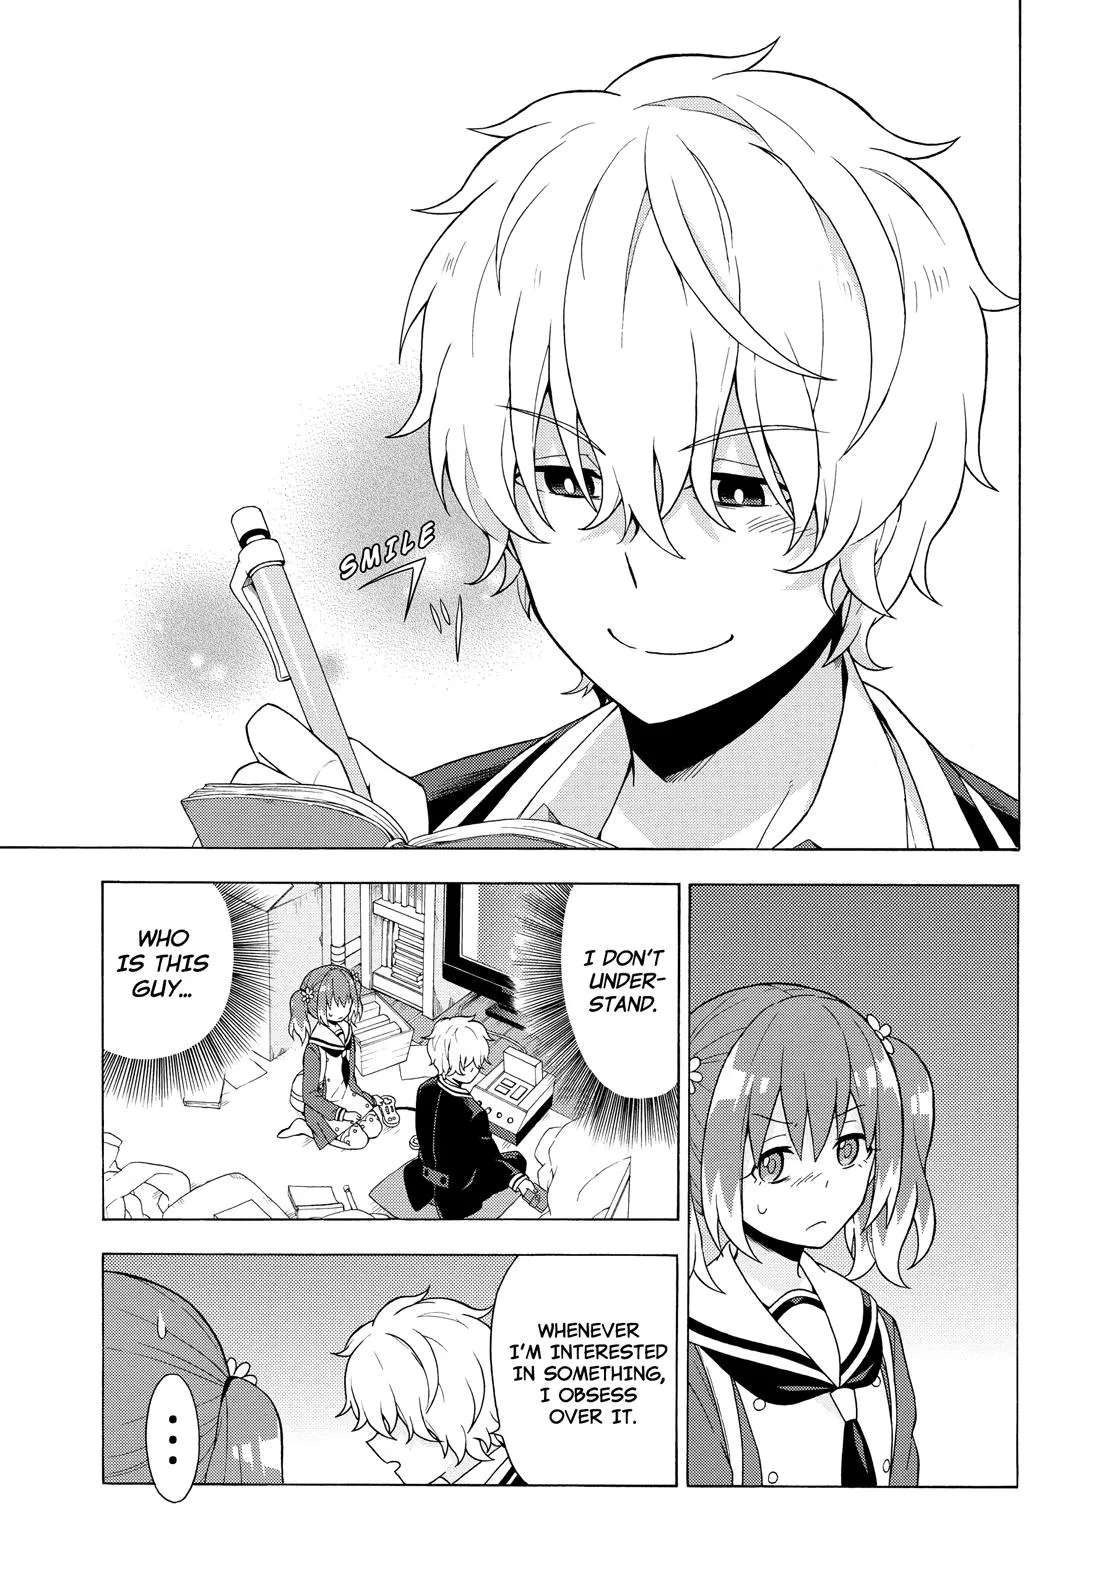 SMILE
I DON'T
UNDER-
STAND.
WHO
IS THIS
GUY...
WHENEVER
I'M INTERESTED
IN SOMETHING,
I OBSESS
OVER IT.
...